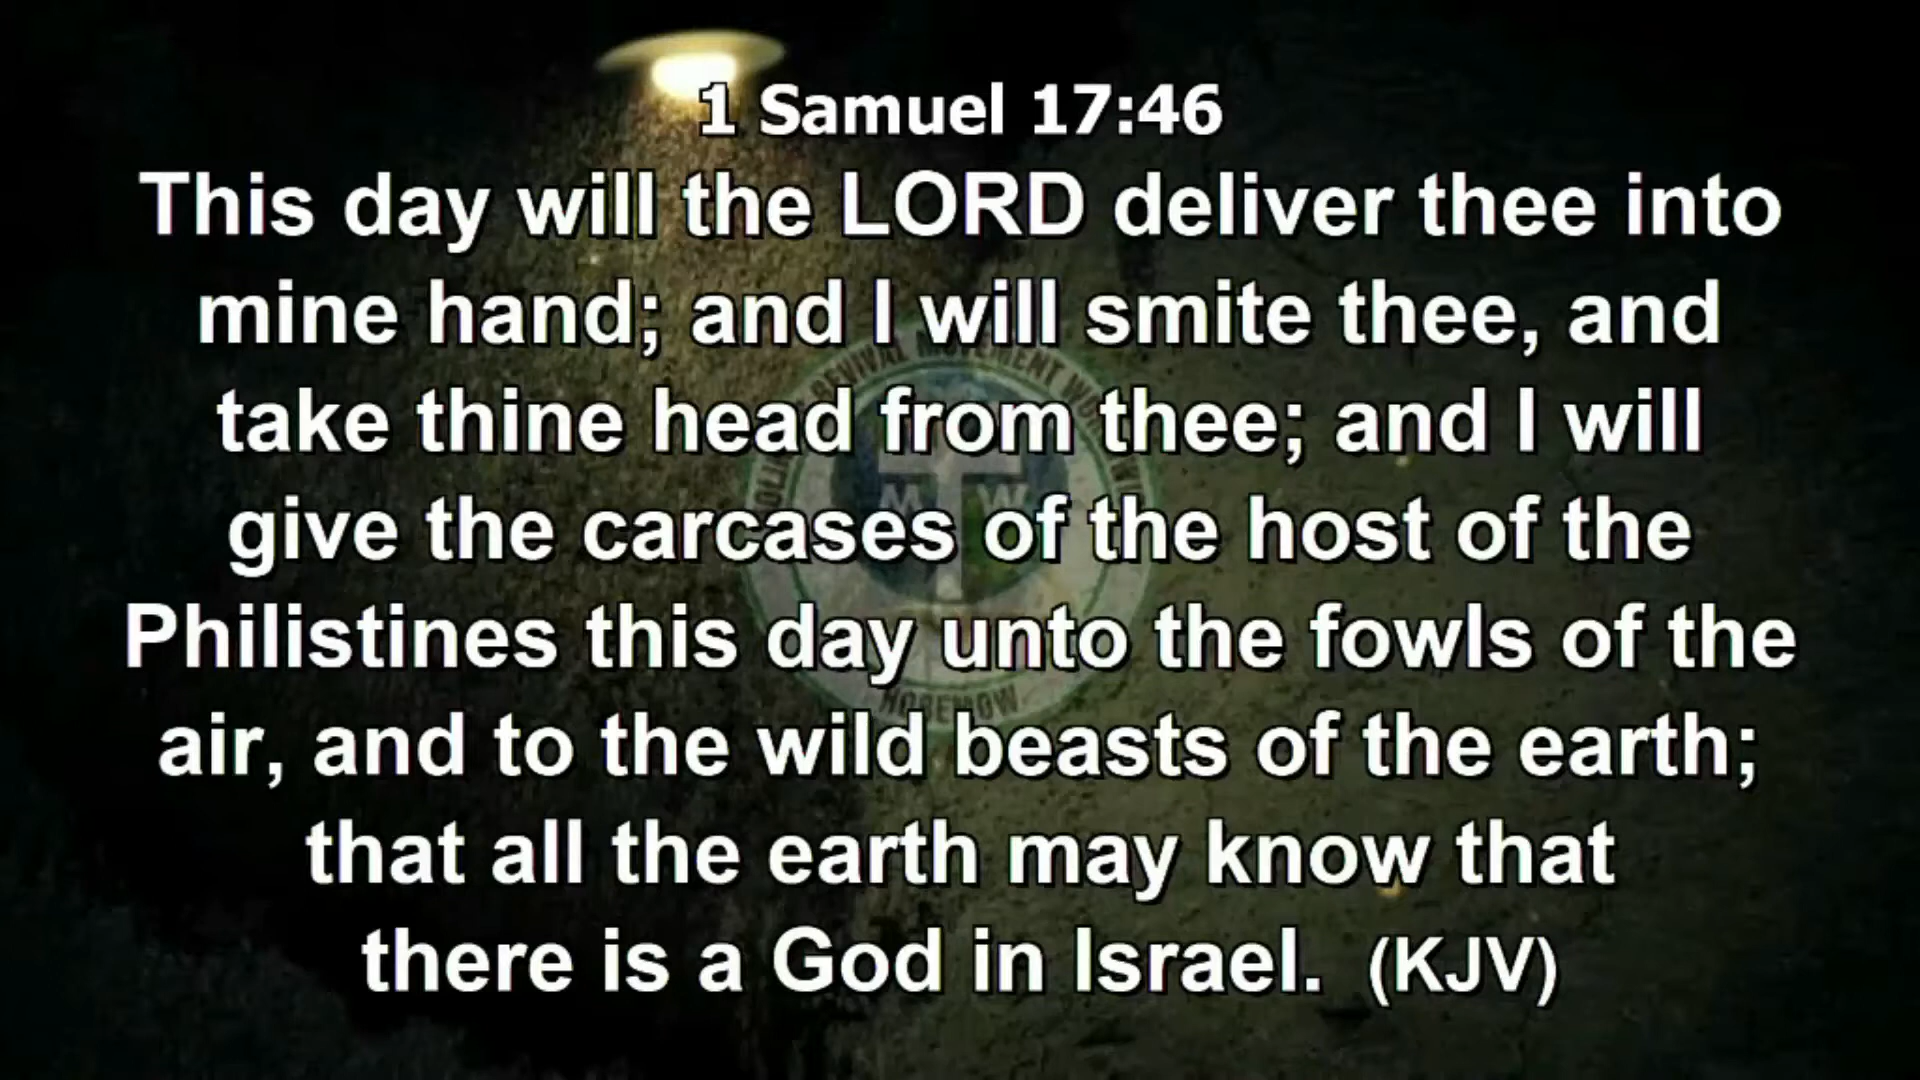 1 Samuel 17:46
This day will the LORD deliver thee into
mine hand; and I will smite thee, and
take thine head from thee; and I will
give the carcases of the host of the
Philistines this day unto the fowls of the
air, and to the wild beasts of the earth;
that all the earth may know that
there is a God in Israel. (KJV)
REVIVAL MOVEMENT
M W